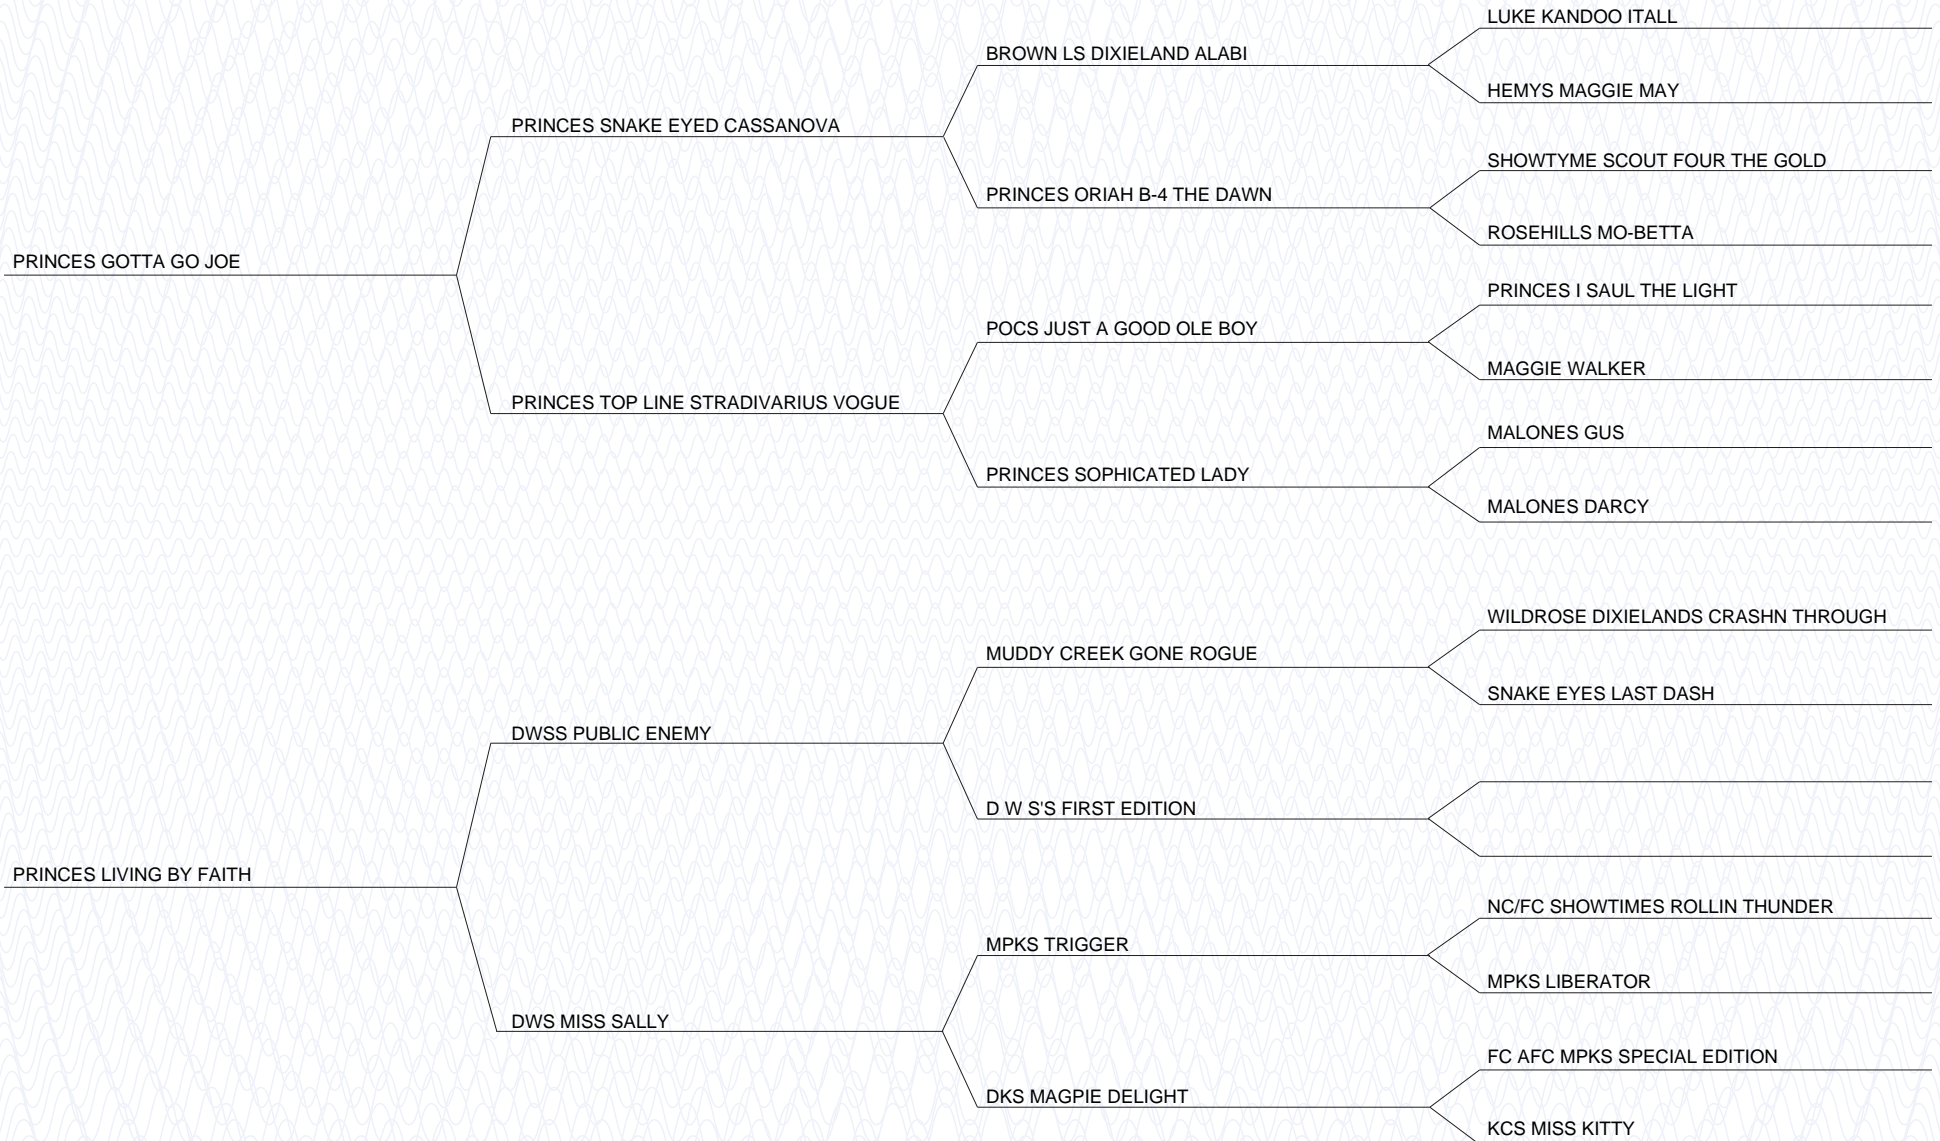 LUKE KANDOO ITALL
BROWN LS DIXIELAND ALABI
HEMYS MAGGIE MAY
PRINCES SNAKE EYED CASSANOVA
SHOWTYME SCOUT FOUR THE GOLD
PRINCES ORIAH B-4 THE DAWN
ROSEHILLS MO-BETTA
PRINCES GOTTA GO JOE
PRINCES I SAUL THE LIGHT
POCS JUST A GOOD OLE BOY
MAGGIE WALKER
PRINCES TOP LINE STRADIVARIUS VOGUE
MALONES GUS
PRINCES SOPHICATED LADY
MALONES DARCY
WILDROSE DIXIELANDS CRASHN THROUGH
MUDDY CREEK GONE ROGUE
SNAKE EYES LAST DASH
DWSS PUBLIC ENEMY
D W S'S FIRST EDITION
PRINCES LIVING BY FAITH
NC/FC SHOWTIMES ROLLIN THUNDER
MPKS TRIGGER
MPKS LIBERATOR
DWS MISS SALLY
FC AFC MPKS SPECIAL EDITION
DKS MAGPIE DELIGHT
KCS MISS KITTY